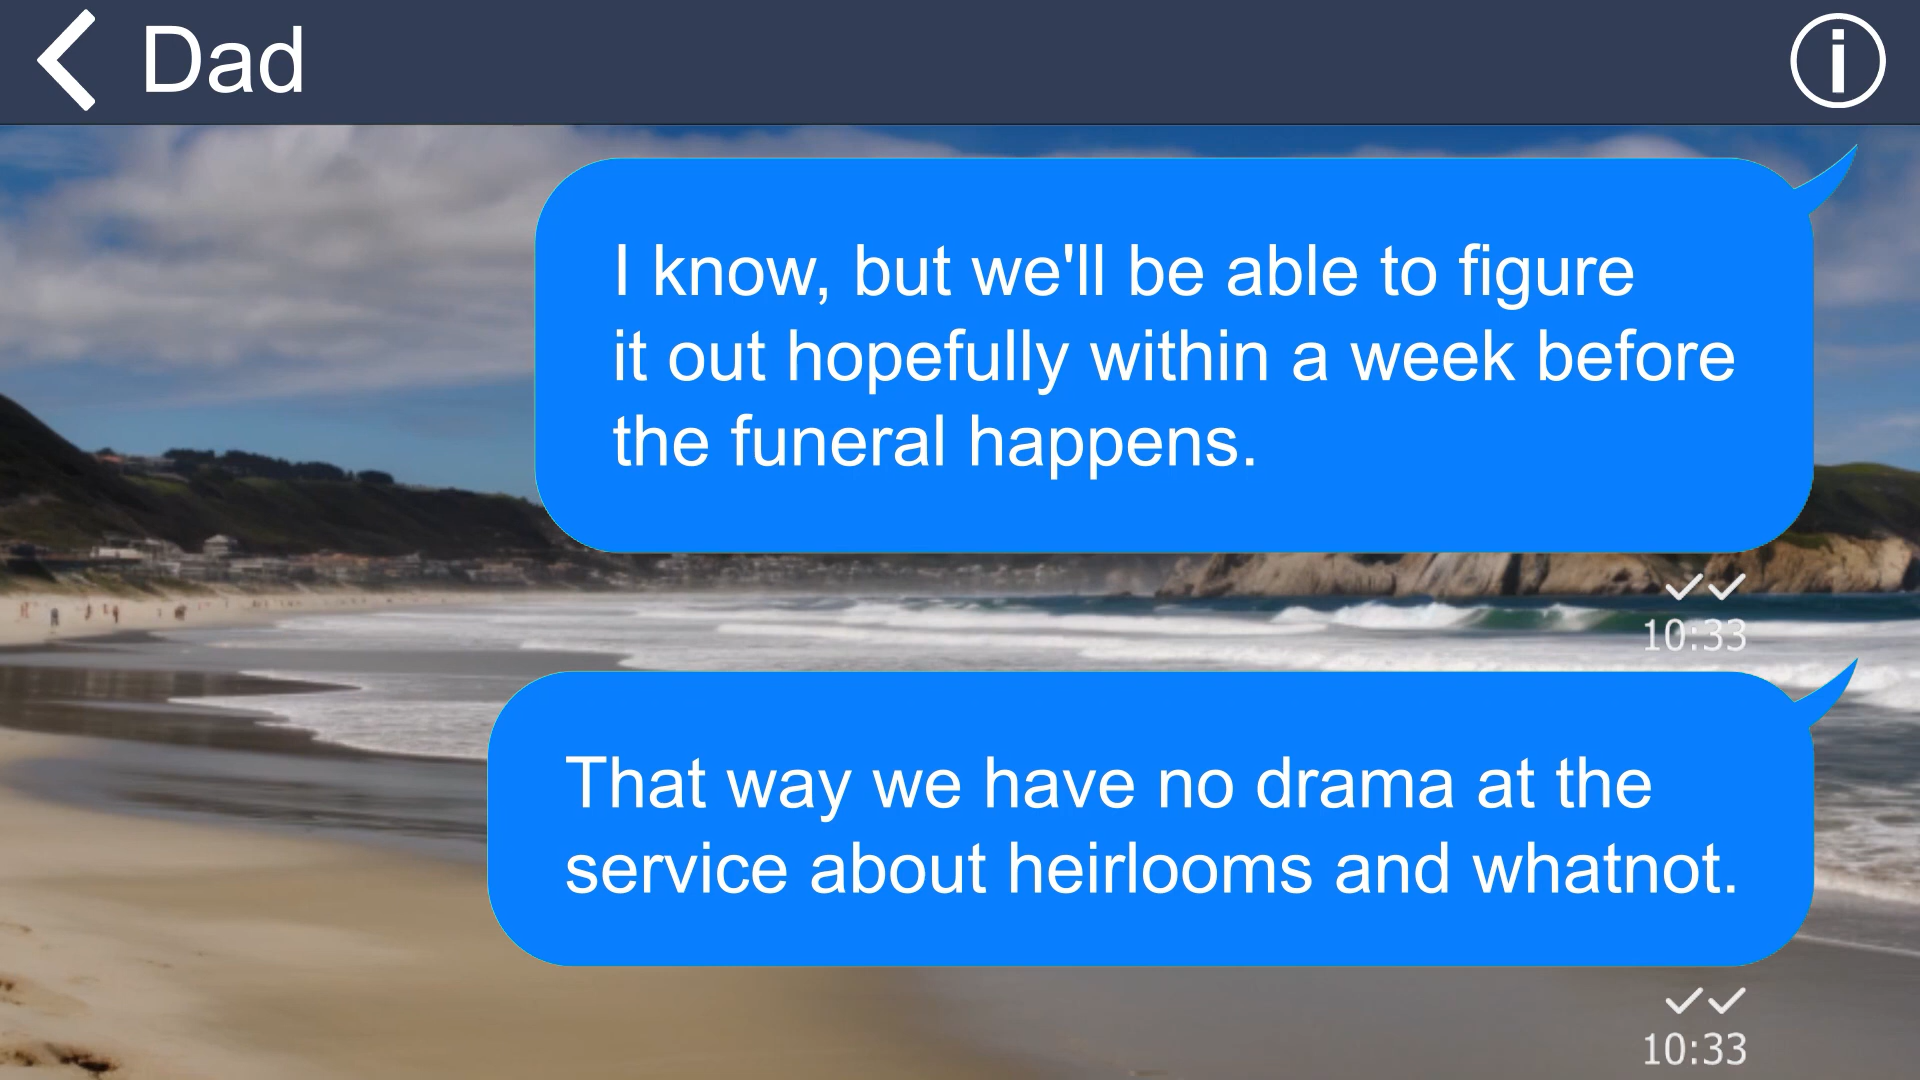 Dad
I know, but we'll be able to figure
it out hopefully within a week before
the funeral happens.
10:33
That way we have no drama at the
service about heirlooms and whatnot.
10:33